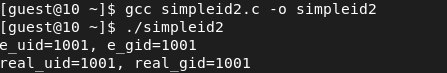 [guest@10 ~]$ gcc simpleid2.c -o simpleid2
[guest@10 ~]$ ./simpleid2
e_uid=1001, e_gid=1001
real_uid=1001, real_gid=1001